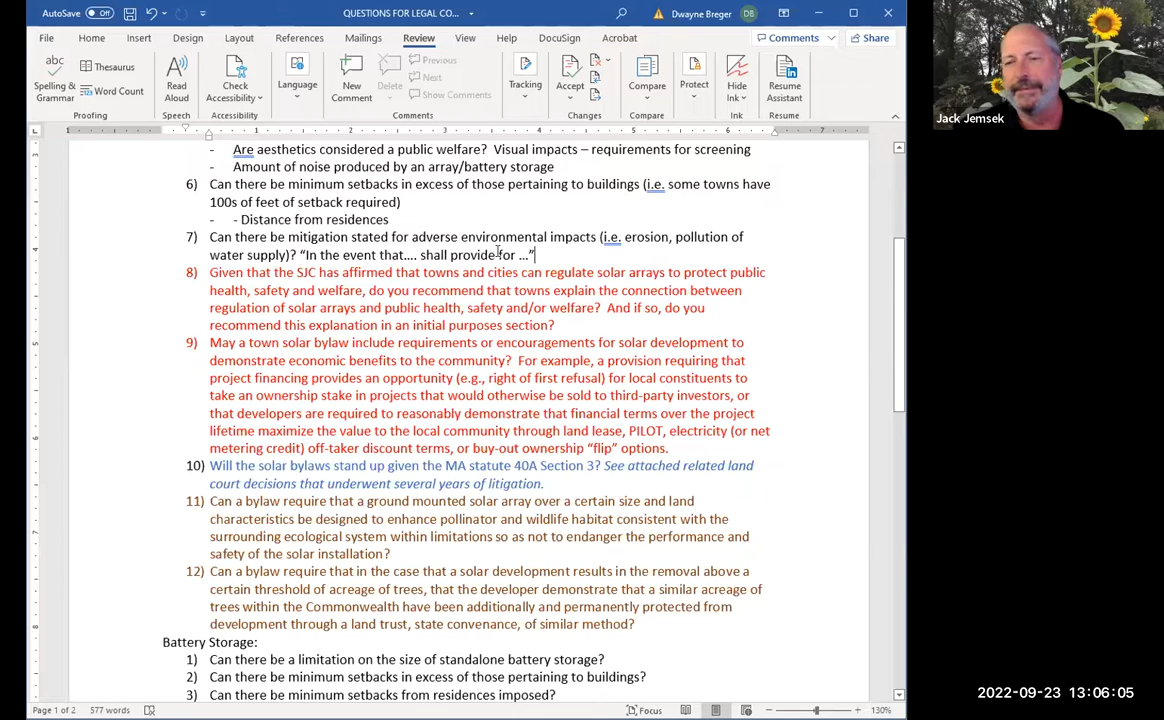 AutoSave Off QUESTIONS FOR LEGAL CO... Dwayne Breger DB
File Home Insert Design Layout References Mailings Review View Help DocuSign Acrobat Comments Share
abc Spelling & Grammar
Thesaurus
Word Count
Proofing
Read Aloud
Speech
Check Accessibility
Accessibility
Language
New Comment
Delete
Previous
Next
Show Comments
Comments
Tracking
Accept
Changes
Compare
Compare
Protect
Hide Ink
Ink
Resume Assistant
Resume
Jack Jemsek
1 1 2 3 4 5 6 7
- Are aesthetics considered a public welfare? Visual impacts – requirements for screening
- Amount of noise produced by an array/battery storage
6) Can there be minimum setbacks in excess of those pertaining to buildings (i.e. some towns have
100s of feet of setback required)
- - Distance from residences
7) Can there be mitigation stated for adverse environmental impacts (i.e. erosion, pollution of
water supply)? “In the event that.... shall provide for ...”
8) Given that the SJC has affirmed that towns and cities can regulate solar arrays to protect public
health, safety and welfare, do you recommend that towns explain the connection between
regulation of solar arrays and public health, safety and/or welfare? And if so, do you
recommend this explanation in an initial purposes section?
9) May a town solar bylaw include requirements or encouragements for solar development to
demonstrate economic benefits to the community? For example, a provision requiring that
project financing provides an opportunity (e.g., right of first refusal) for local constituents to
take an ownership stake in projects that would otherwise be sold to third-party investors, or
that developers are required to reasonably demonstrate that financial terms over the project
lifetime maximize the value to the local community through land lease, PILOT, electricity (or net
metering credit) off-taker discount terms, or buy-out ownership “flip” options.
10) Will the solar bylaws stand up given the MA statute 40A Section 3? See attached related land
court decisions that underwent several years of litigation.
11) Can a bylaw require that a ground mounted solar array over a certain size and land
characteristics be designed to enhance pollinator and wildlife habitat consistent with the
surrounding ecological system within limitations so as not to endanger the performance and
safety of the solar installation?
12) Can a bylaw require that in the case that a solar development results in the removal above a
certain threshold of acreage of trees, that the developer demonstrate that a similar acreage of
trees within the Commonwealth have been additionally and permanently protected from
development through a land trust, state convenance, of similar method?
Battery Storage:
1) Can there be a limitation on the size of standalone battery storage?
2) Can there be minimum setbacks in excess of those pertaining to buildings?
3) Can there be minimum setbacks from residences imposed?
3 4 5 6 7 8
Page 1 of 2 577 words Focus 130%
2022-09-23 13:06:05